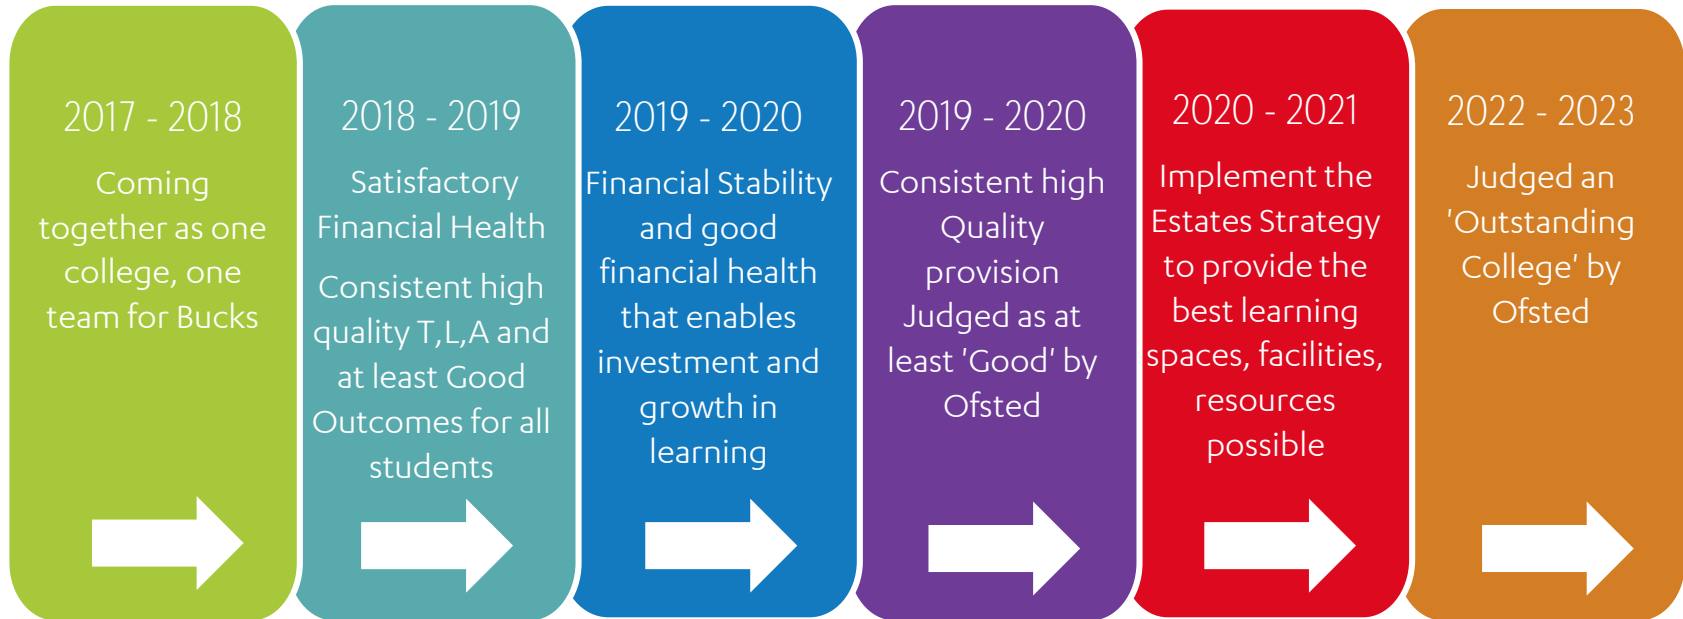 2017 - 2018
Coming
together as one
college, one
team for Bucks
2018 - 2019
Satisfactory
Financial Health
Consistent high
quality T,L,A and
at least Good
Outcomes for all
students
2019 - 2020
Financial Stability
and good
financial health
that enables
investment and
growth in
learning
2019 - 2020
Consistent high
Quality
provision
Judged as at
least 'Good' by
Ofsted
2020 - 2021
Implement the
Estates Strategy
to provide the
best learning
spaces, facilities,
resources
possible
2022 - 2023
Judged an
'Outstanding
College' by
Ofsted